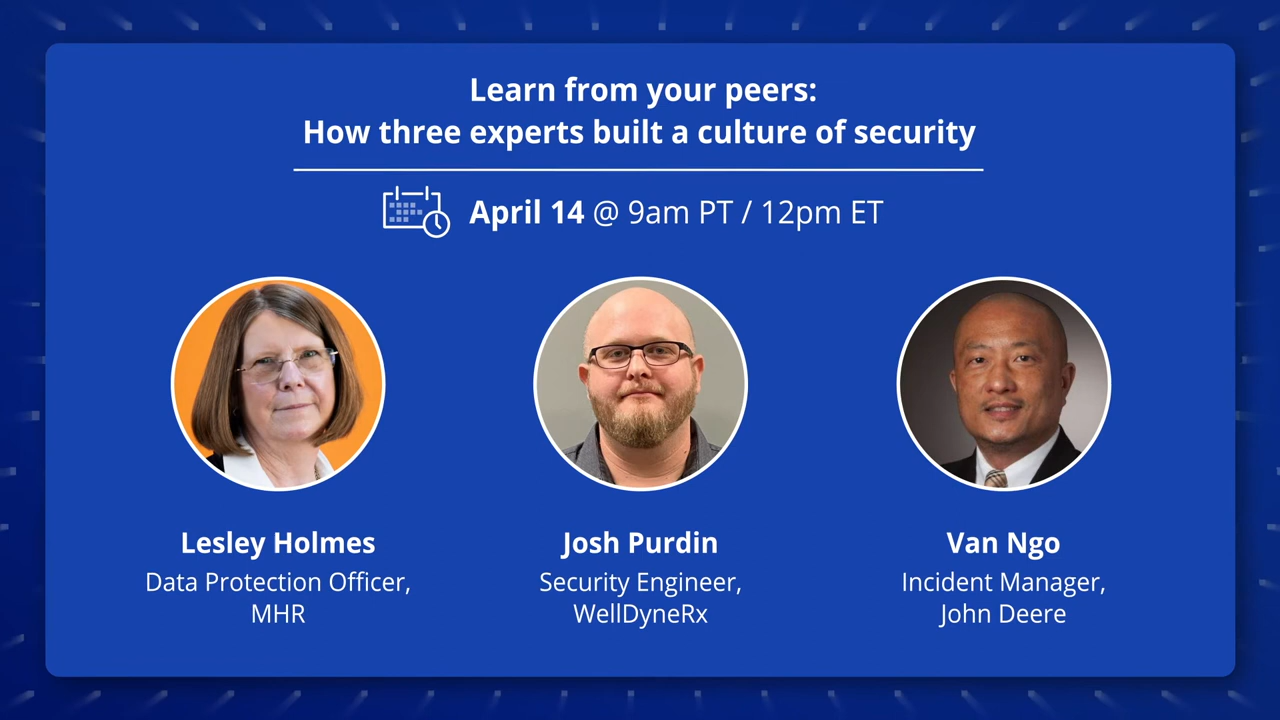 Learn from your peers:
How three experts built a culture of security
April 14 @ 9am PT / 12pm ET
Lesley Holmes
Data Protection Officer,
MHR
Josh Purdin
Security Engineer,
WellDyneRx
Van Ngo
Incident Manager,
John Deere